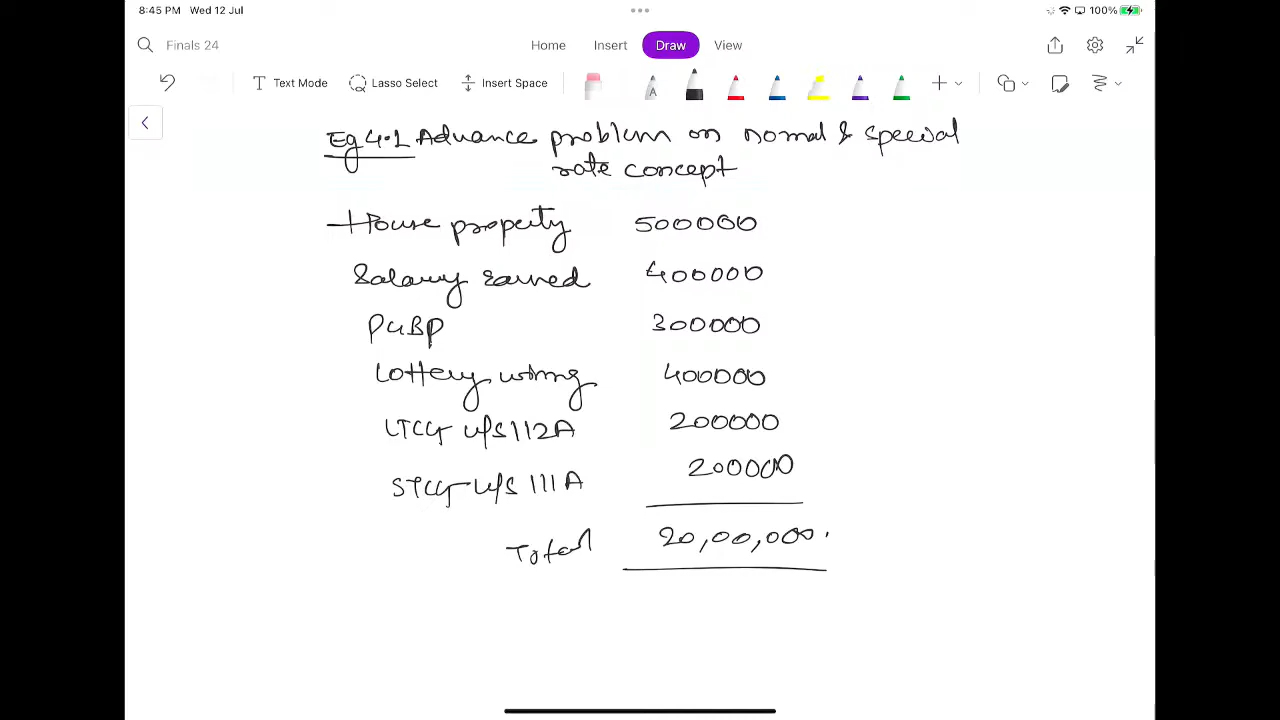 8:45 PM Wed 12 Jul
100%
Finals 24
Home Insert Draw View
Text Mode Lasso Select Insert Space
Eg 4.1 Advance problem on normal & special
rate concept
House property 500000
Salary earned 400000
PGBP 300000
Lottery wining 400000
LTCG u/s 112A 200000
STCG u/s 111A 200000
Total 20,00,000.